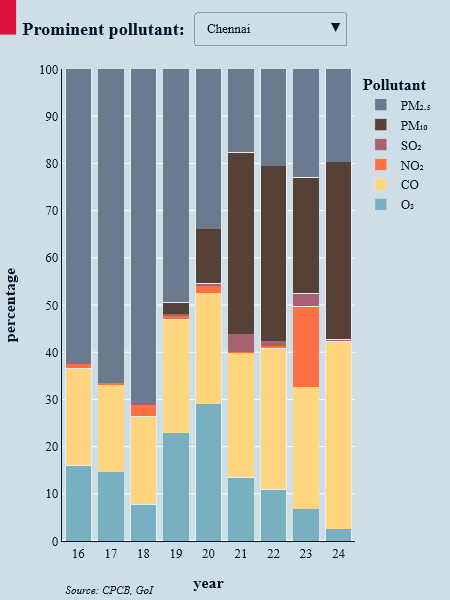 Prominent pollutant:
Chennai ▼
Pollutant
PM₂.₅
PM₁₀
SO₂
NO₂
CO
O₃
percentage
100
90
80
70
60
50
40
30
20
10
0
16 17 18 19 20 21 22 23 24
year
Source: CPCB, GoI